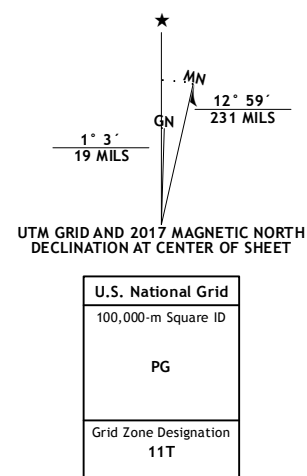 ★
MN
GN
12° 59´
231 MILS
1° 3´
19 MILS
UTM GRID AND 2017 MAGNETIC NORTH
DECLINATION AT CENTER OF SHEET
U.S. National Grid
100,000-m Square ID
PG
Grid Zone Designation
11T